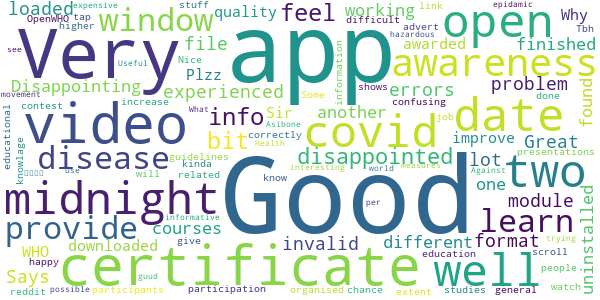 loaded window feel working stuff tap link epidemic
OpenWHO quality advert difficult open Why Tbh
expensive file higher awarded finished see
Very app awareness
Useful Nice Plzz information
Disappointing experienced errors problem
movement contest increase What Some shows confusing found
video info Sir another covid date
educational knowlage Asibone correctly job done
bit improve Great presentations
disease guidelines kinda Health disappointed lot two
use related will interesting world measures Against
midnight Good know per one module learn
provide courses invalid different format trying
WHO downloaded happy informative give education scroll uninstalled
Says certificate well people
reddit participation studies watch
possible participants guud organised chance extent general